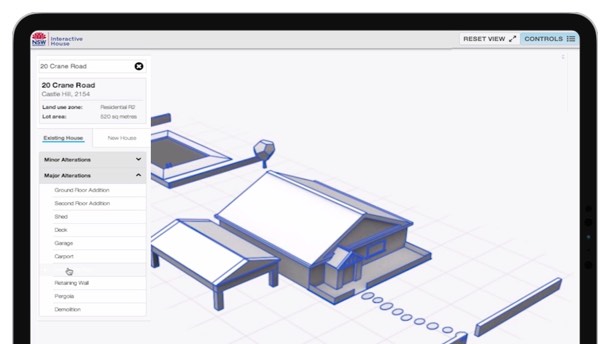 NSW
Interactive
House
RESET VIEW
CONTROLS
20 Crane Road
20 Crane Road
Castle Hill, 2154
Land use zone: Residential R2
Lot area: 520 sq metres
Existing House
New House
Minor Alterations
Major Alterations
Ground Floor Addition
Second Floor Addition
Shed
Deck
Garage
Carport
Retaining Wall
Pergola
Demolition